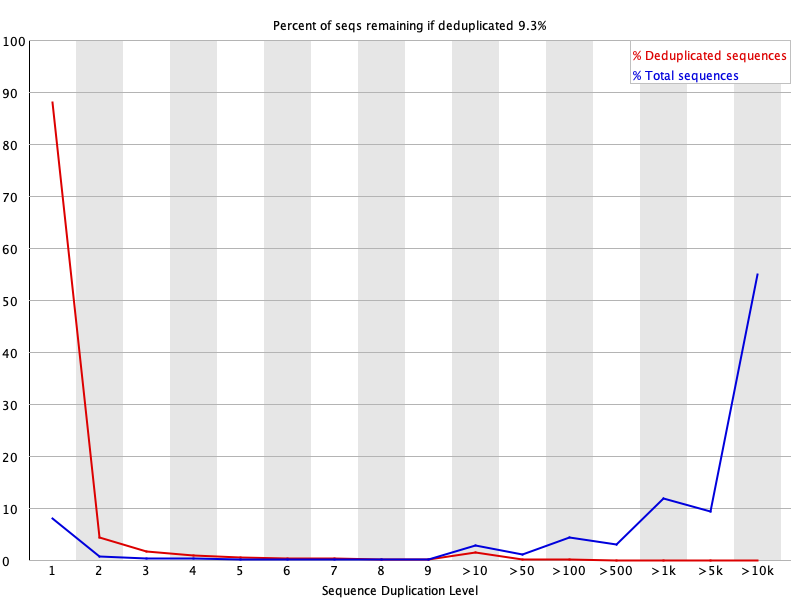 Percent of seqs remaining if deduplicated 9.3%
% Deduplicated sequences
% Total sequences
100
90
80
70
60
50
40
30
20
10
0
1 2 3 4 5 6 7 8 9 >10 >50 >100 >500 >1k >5k >10k
Sequence Duplication Level